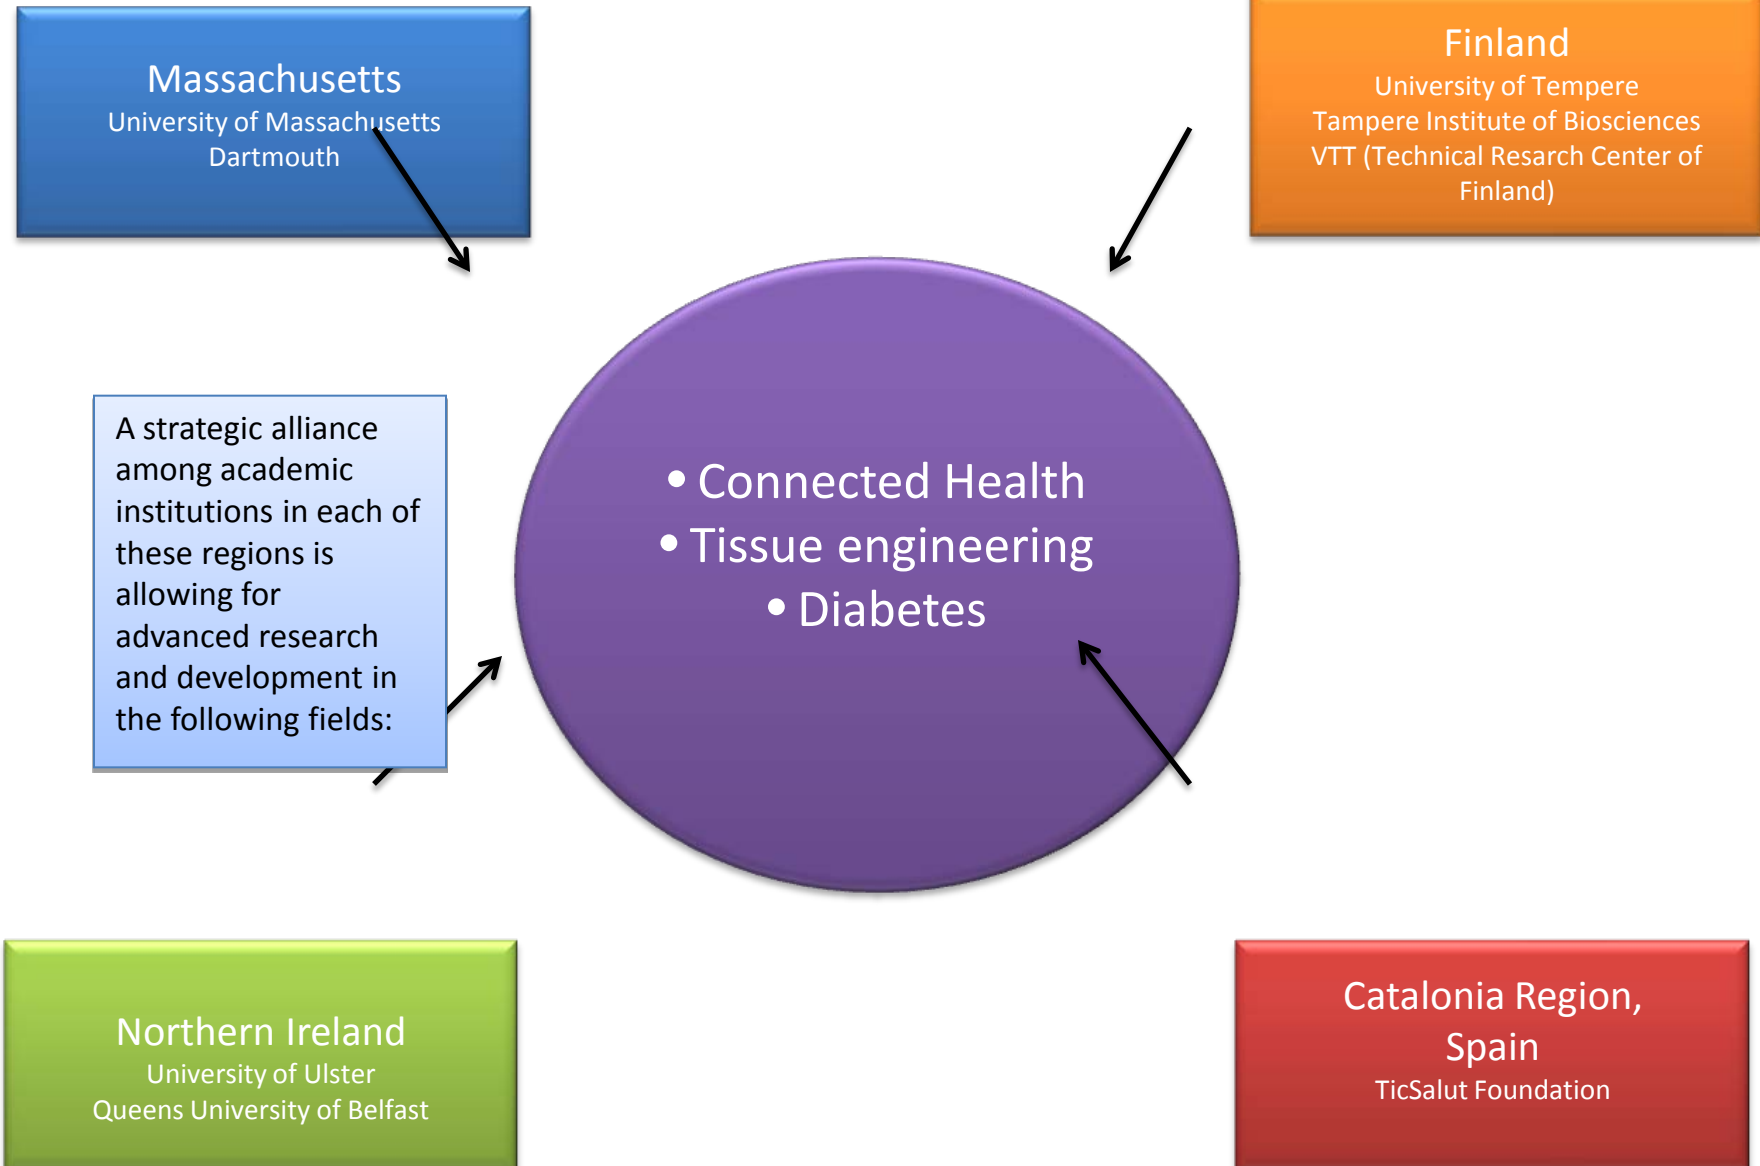 Massachusetts
University of Massachusetts
Dartmouth
Finland
University of Tempere
Tampere Institute of Biosciences
VTT (Technical Resarch Center of
Finland)
A strategic alliance
among academic
institutions in each of
these regions is
allowing for
advanced research
and development in
the following fields:
• Connected Health
• Tissue engineering
• Diabetes
Northern Ireland
University of Ulster
Queens University of Belfast
Catalonia Region,
Spain
TicSalut Foundation